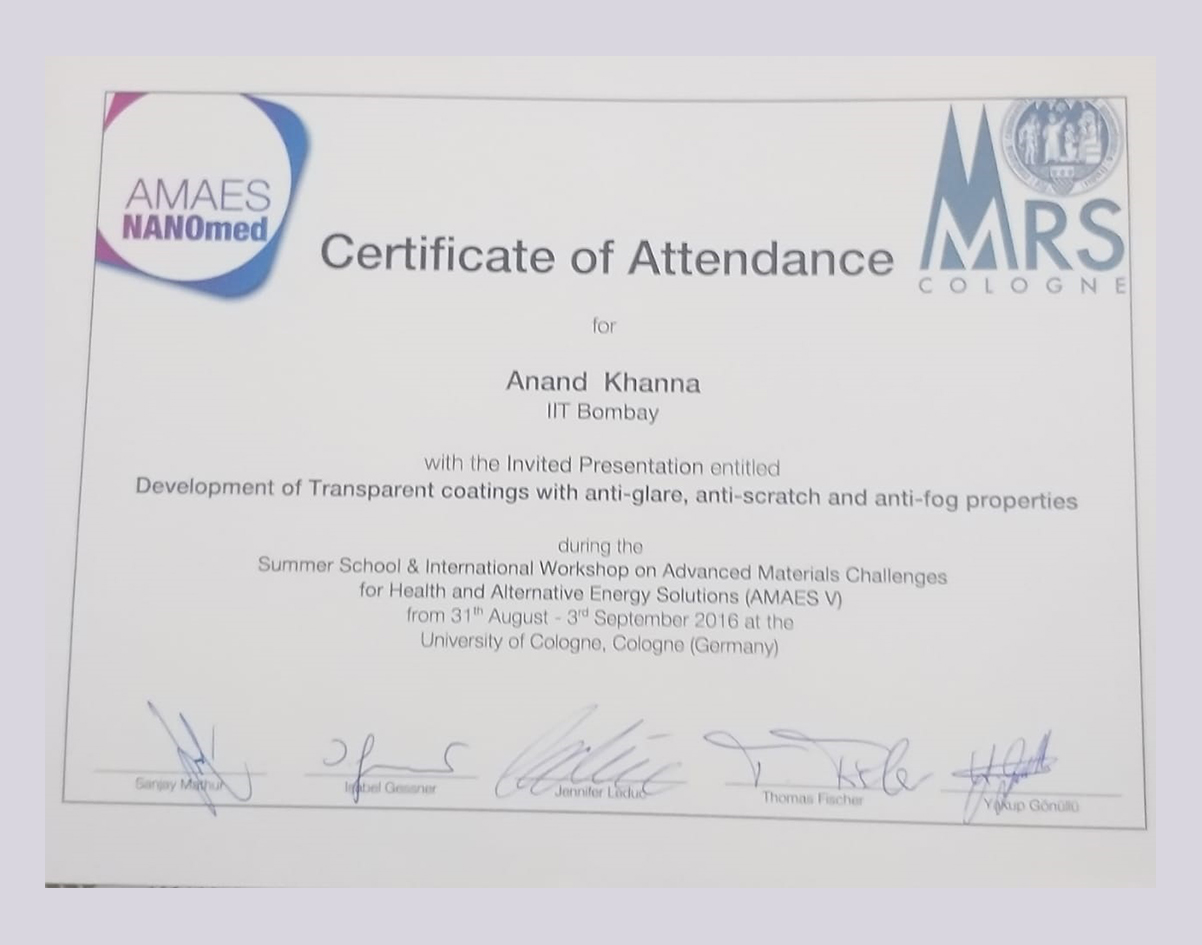 AMAES
NANOmed
MRS
COLOGNE
Certificate of Attendance
for
Anand Khanna
IIT Bombay
with the Invited Presentation entitled
Development of Transparent coatings with anti-glare, anti-scratch and anti-fog properties
during the
Summer School & International Workshop on Advanced Materials Challenges
for Health and Alternative Energy Solutions (AMAES V)
from 31th August - 3rd September 2016 at the
University of Cologne, Cologne (Germany)
Sanjay Mathur
Isabel Gessner
Jennifer Leduc
Thomas Fischer
Yakup Gönüllü